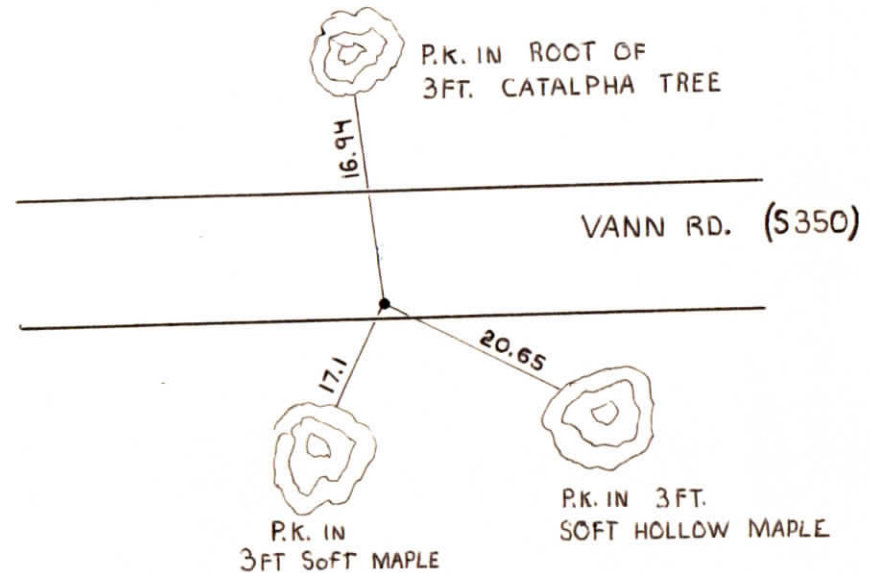 P.K. IN ROOT OF
3FT. CATALPHA TREE
16.94
VANN RD. (S350)
20.65
17.1
P.K. IN 3FT.
SOFT HOLLOW MAPLE
P.K. IN
3FT SOFT MAPLE